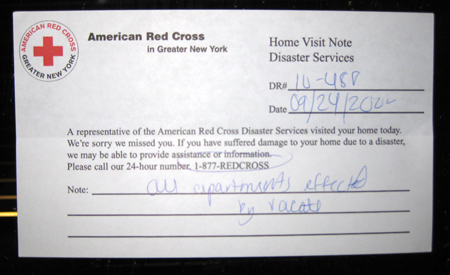 AMERICAN RED CROSS
GREATER NEW YORK
American Red Cross
in Greater New York
Home Visit Note
Disaster Services
DR#
Date 09/24/20
A representative of the American Red Cross Disaster Services visited your home today.
We're sorry we missed you. If you have suffered damage to your home due to a disaster,
we may be able to provide assistance or information.
Please call our 24-hour number, 1-877-REDCROSS
Note: all apartments effected
by vacate